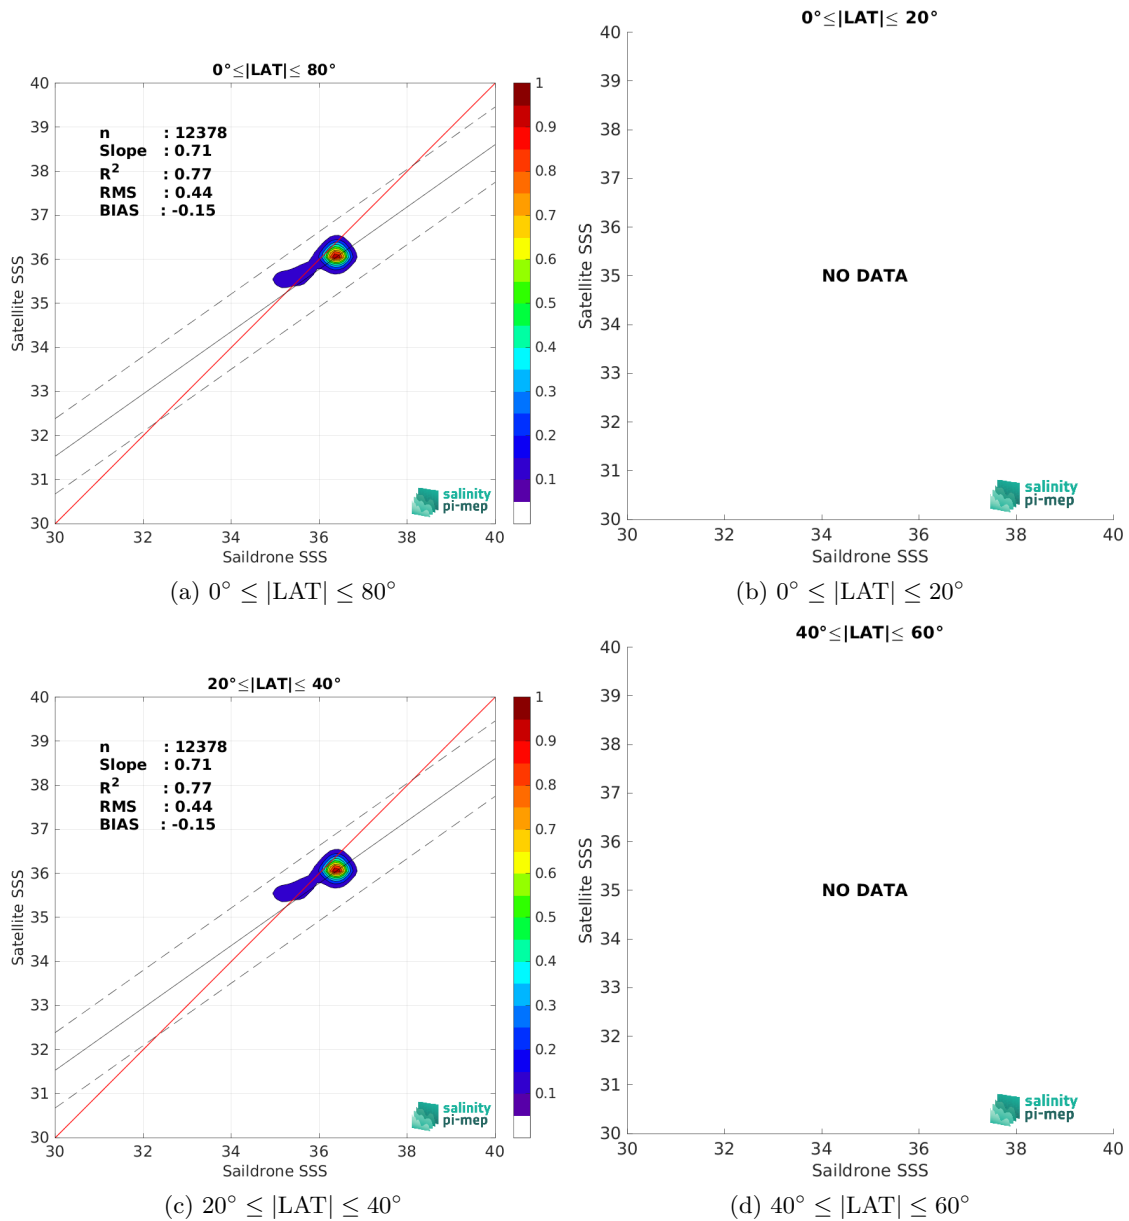 0°≤|LAT|≤ 80°
40
39
38
37
36
35
34
33
32
31
30
Satellite SSS
n : 12378
Slope : 0.71
R² : 0.77
RMS : 0.44
BIAS : -0.15
salinity
pi-mep
30 32 34 36 38 40
Saildrone SSS
1
0.9
0.8
0.7
0.6
0.5
0.4
0.3
0.2
0.1
(a) 0° ≤ |LAT| ≤ 80°
0°≤|LAT|≤ 20°
40
39
38
37
36
35
34
33
32
31
30
Satellite SSS
NO DATA
salinity
pi-mep
30 32 34 36 38 40
Saildrone SSS
(b) 0° ≤ |LAT| ≤ 20°
20°≤|LAT|≤ 40°
40
39
38
37
36
35
34
33
32
31
30
Satellite SSS
n : 12378
Slope : 0.71
R² : 0.77
RMS : 0.44
BIAS : -0.15
salinity
pi-mep
30 32 34 36 38 40
Saildrone SSS
1
0.9
0.8
0.7
0.6
0.5
0.4
0.3
0.2
0.1
(c) 20° ≤ |LAT| ≤ 40°
40°≤|LAT|≤ 60°
40
39
38
37
36
35
34
33
32
31
30
Satellite SSS
NO DATA
salinity
pi-mep
30 32 34 36 38 40
Saildrone SSS
(d) 40° ≤ |LAT| ≤ 60°